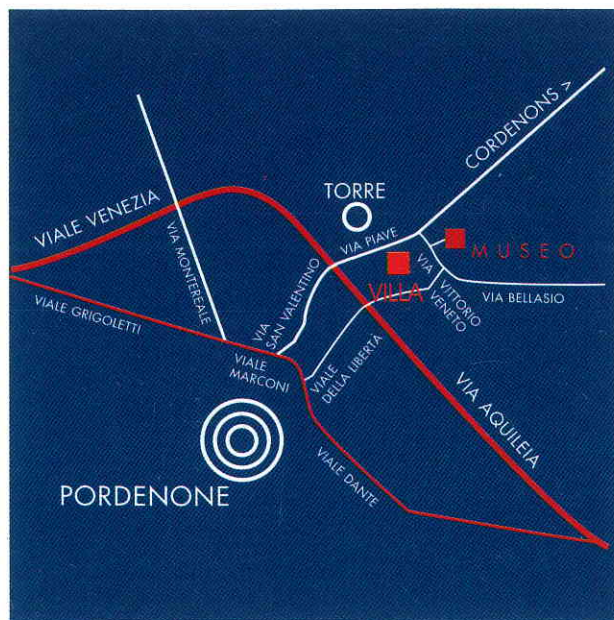 CORDENONS >
VIALE VENEZIA
TORRE
VIA MONTEREALE
VIA PIAVE
MUSEO
VILLA
VIA
VITTORIO
VENETO
VIA BELLASIO
VIA
SAN VALENTINO
VIALE GRIGOLETTI
VIALE
MARCONI
VIALE
DELLA LIBERTÁ
VIA AQUILEIA
VIALE DANTE
PORDENONE